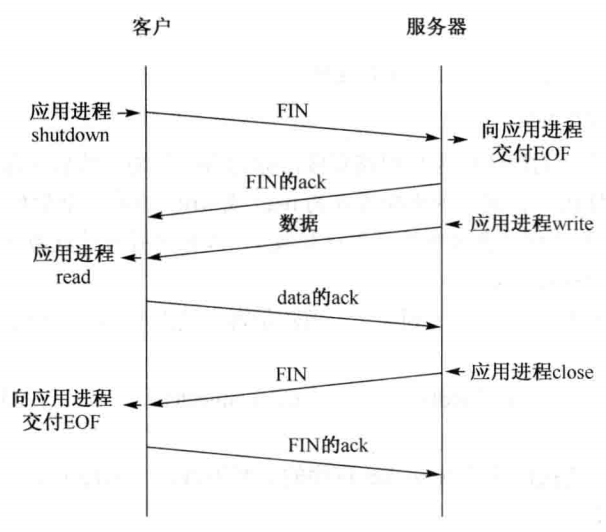 客户
服务器
应用进程
shutdown
FIN
向应用进程
交付EOF
FIN的ack
数据
应用进程write
应用进程
read
data的ack
应用进程close
FIN
向应用进程
交付EOF
FIN的ack